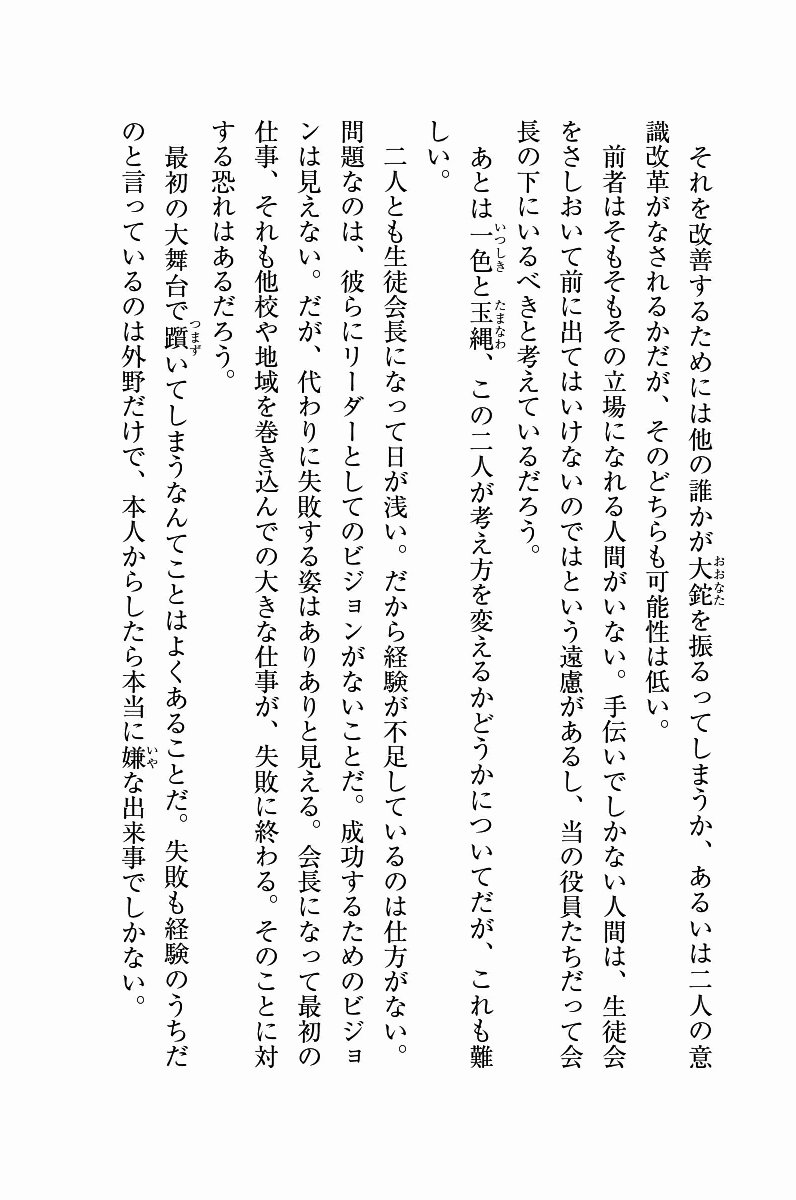 それを改善するためには他の誰かが大鉈を振るってしまうか、あるいは二人の意
識改革がなされるかだが、そのどちらも可能性は低い。
前者はそもそもその立場になれる人間がいない。手伝いでしかない人間は、生徒会
をさしおいて前に出てはいけないのではという遠慮があるし、当の役員たちだって会
長の下にいるべきと考えているだろう。
あとは一色と玉縄、この二人が考え方を変えるかどうかについてだが、これも難
しい。
二人とも生徒会長になって日が浅い。だから経験が不足しているのは仕方がない。
問題なのは、彼らにリーダーとしてのビジョンがないことだ。成功するためのビジョ
ンは見えない。だが、代わりに失敗する姿はありありと見える。会長になって最初の
仕事、それも他校や地域を巻き込んでの大きな仕事が、失敗に終わる。そのことに対
する恐れはあるだろう。
最初の大舞台で躓いてしまうなんてことはよくあることだ。失敗も経験のうちだ
のと言っているのは外野だけで、本人からしたら本当に嫌な出来事でしかない。
おおなた
いつしき
たまなわ
つまず
いや